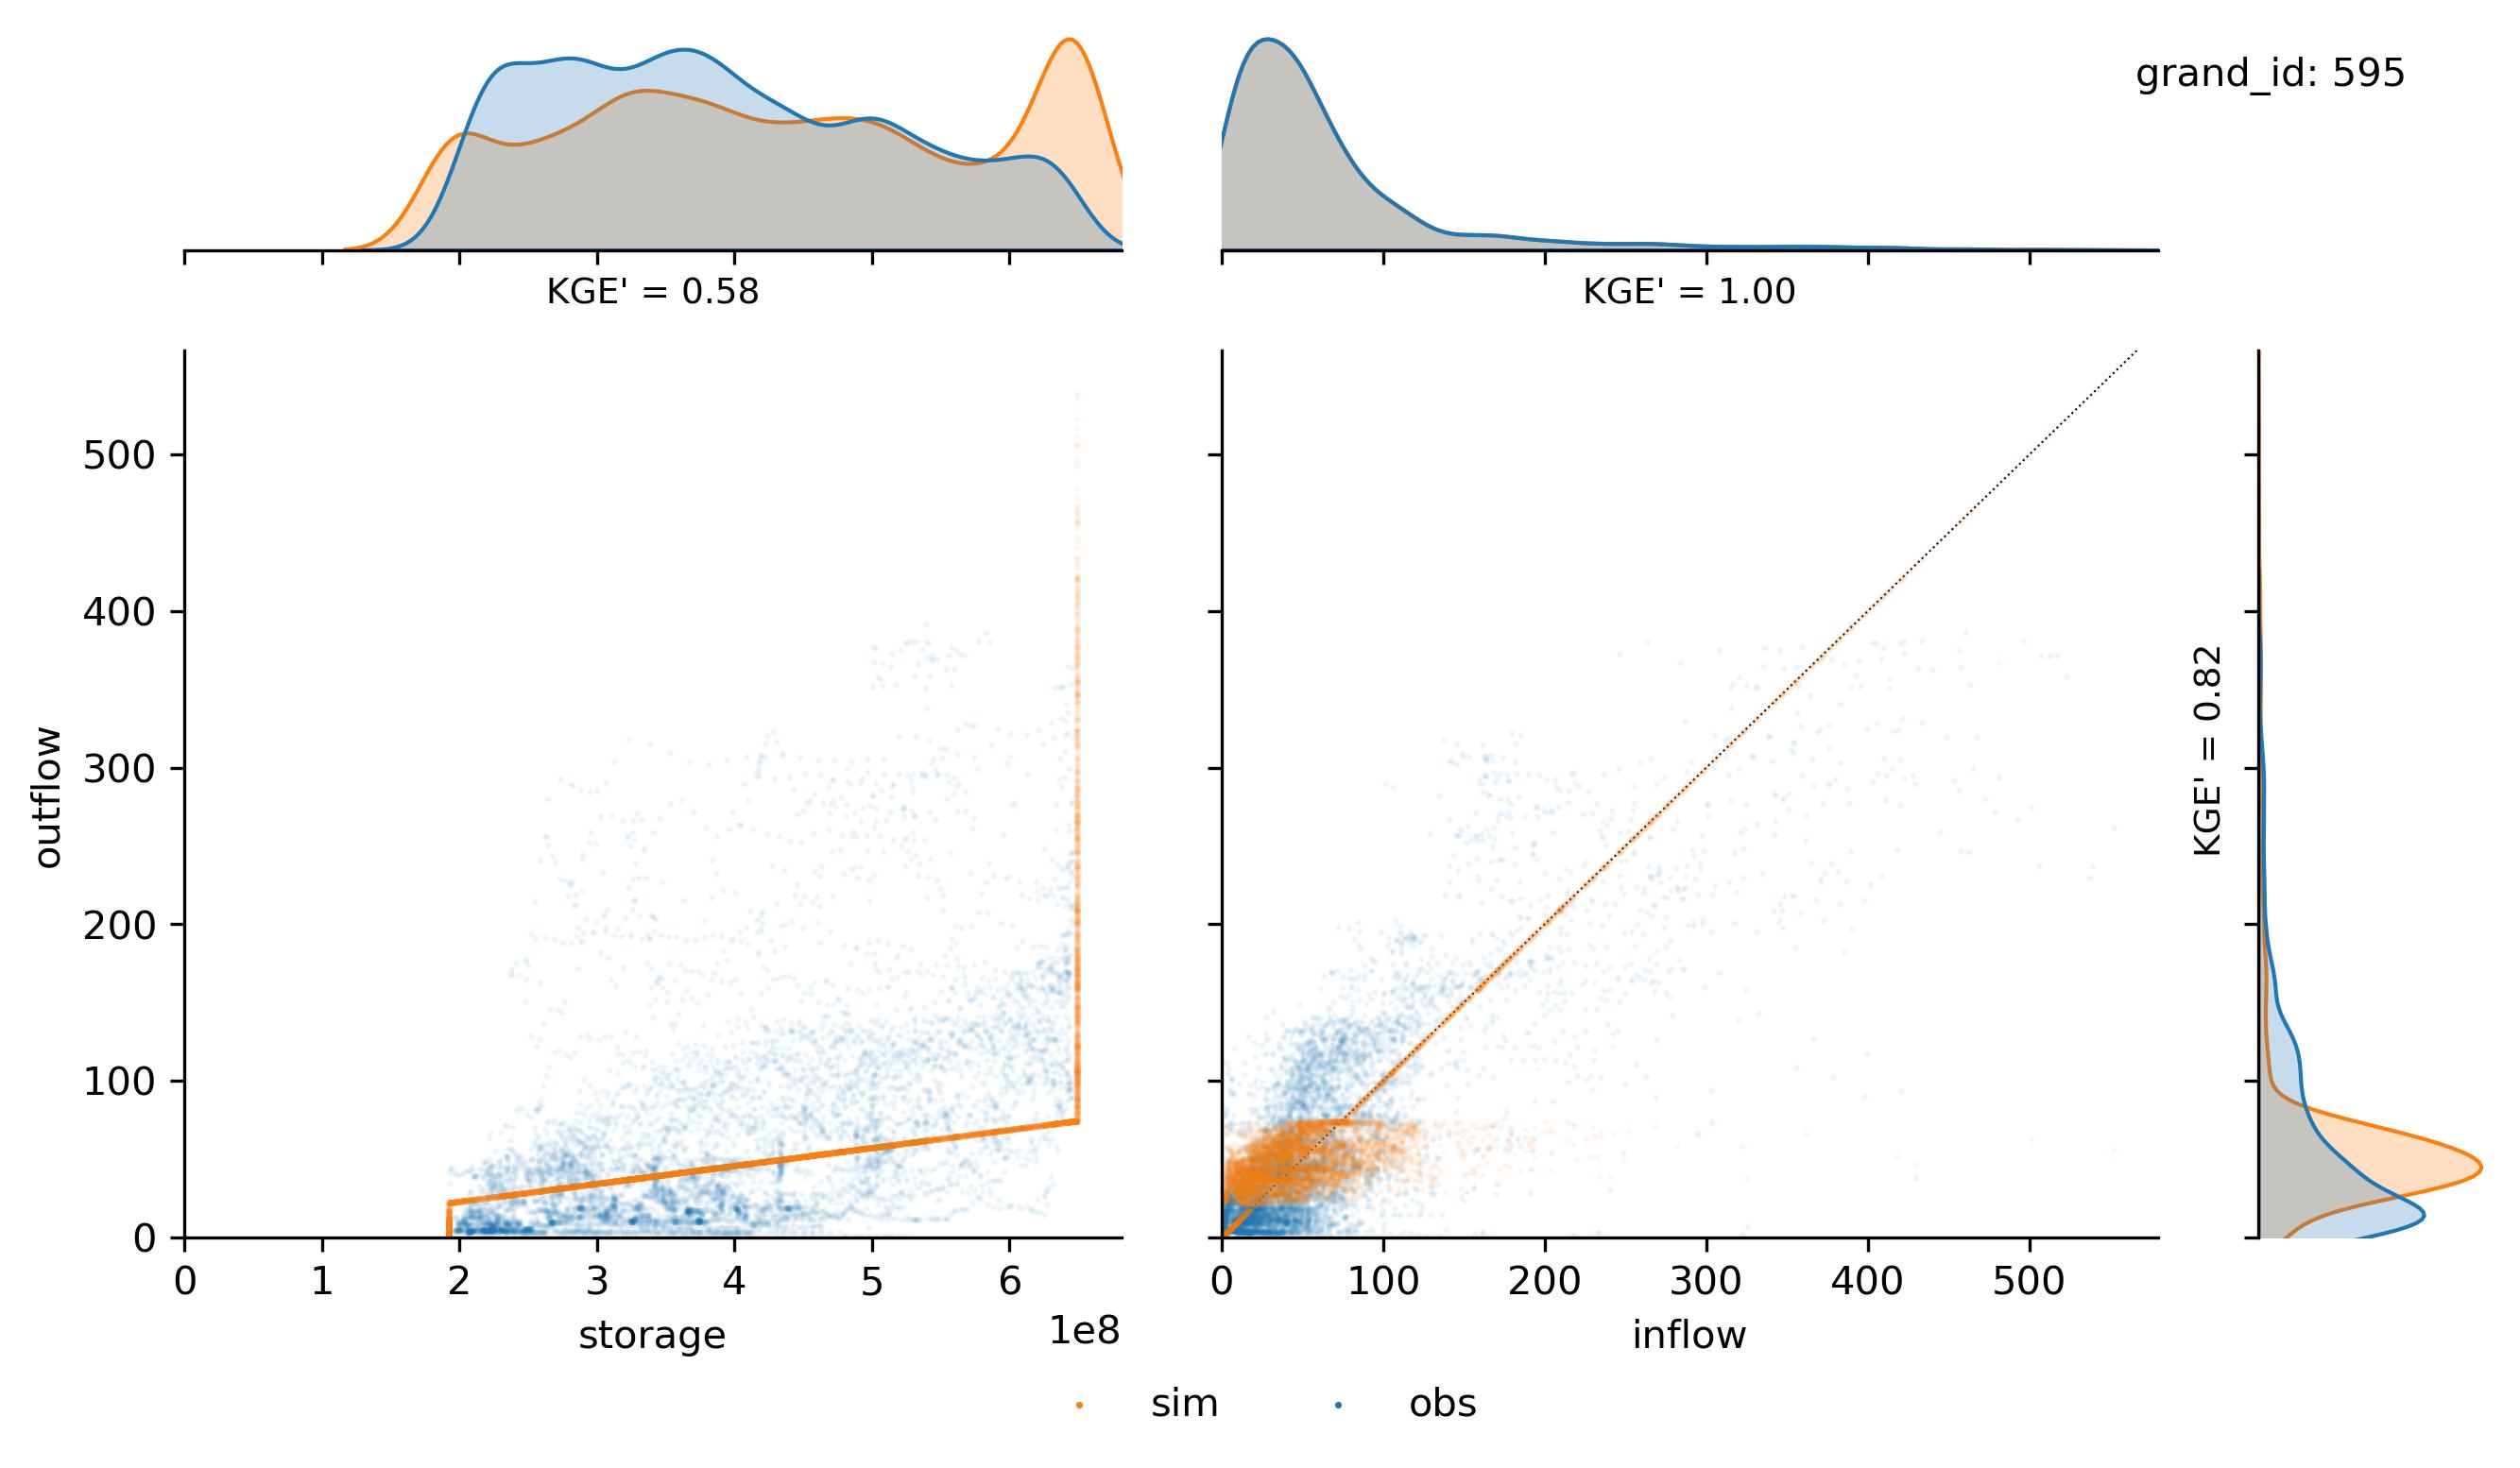 grand_id: 595
KGE' = 0.58
KGE' = 1.00
outflow
500
400
300
200
100
0
KGE' = 0.82
0 1 2 3 4 5 6
0 100 200 300 400 500
storage
1e8
inflow
sim
obs